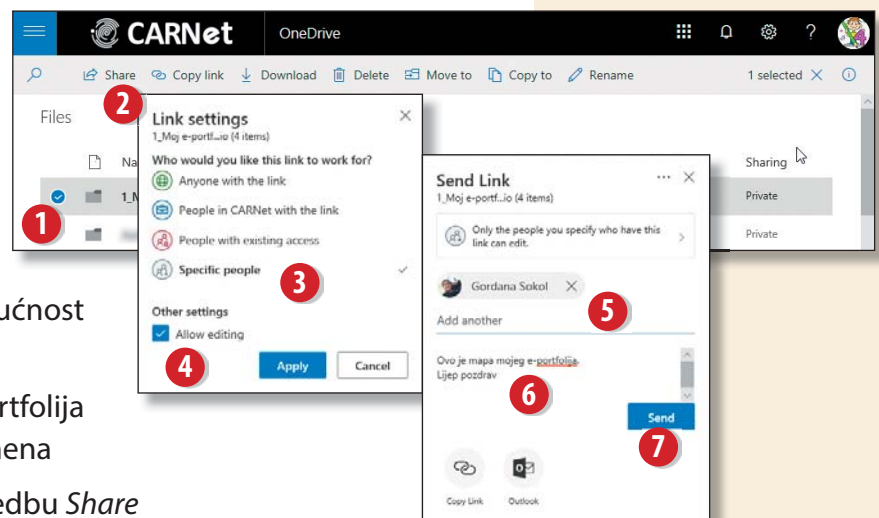 CARNet OneDrive ?
Share Copy link Download Delete Move to Copy to Rename 1 selected
2
Files
Link settings
1_Moj e-portf...io (4 items)
Who would you like this link to work for?
Anyone with the link
People in CARNet with the link
People with existing access
Specific people
3
Other settings
Allow editing
4
Apply Cancel
Na
Sharing
1_M
Private
1
Private
Send Link
1_Moj e-portf...io (4 items)
Only the people you specify who have this
link can edit.
Gordana Sokol
5
Add another
Ovo je mapa mojeg e-portfolija.
Lijep pozdrav
6
Send
7
Copy Link Outlook
Share